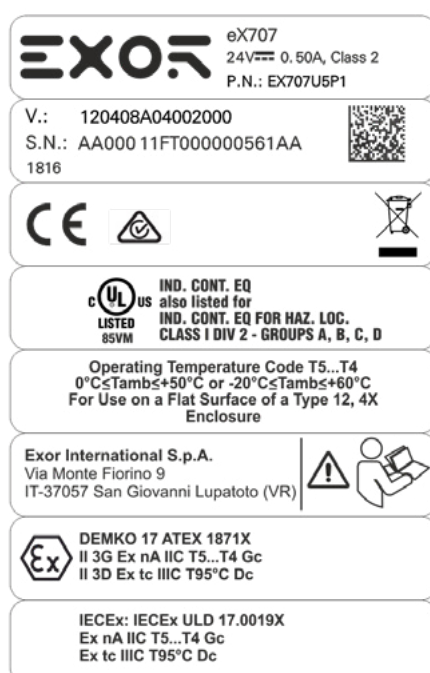 EXOR
eX707
24V⎓ 0.50A, Class 2
P.N.: EX707U5P1
V.: 120408A04002000
S.N.: AA000 11FT000000561AA
1816
CE
C UL US
LISTED
85VM
IND. CONT. EQ
also listed for
IND. CONT. EQ FOR HAZ. LOC.
CLASS I DIV 2 - GROUPS A, B, C, D
Operating Temperature Code T5...T4
0°C≤Tamb≤+50°C or -20°C≤Tamb≤+60°C
For Use on a Flat Surface of a Type 12, 4X
Enclosure
Exor International S.p.A.
Via Monte Fiorino 9
IT-37057 San Giovanni Lupatoto (VR)
Ex
DEMKO 17 ATEX 1871X
II 3G Ex nA IIC T5...T4 Gc
II 3D Ex tc IIIC T95°C Dc
IECEx: IECEx ULD 17.0019X
Ex nA IIC T5...T4 Gc
Ex tc IIIC T95°C Dc